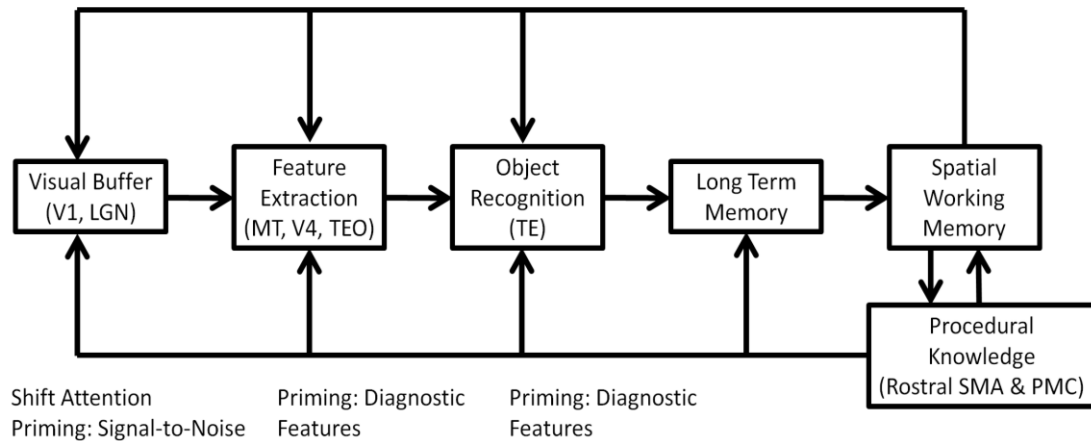 Visual Buffer
(V1, LGN)
Feature
Extraction
(MT, V4, TEO)
Object
Recognition
(TE)
Long Term
Memory
Spatial
Working
Memory
Procedural
Knowledge
(Rostral SMA & PMC)
Shift Attention
Priming: Signal-to-Noise
Priming: Diagnostic
Features
Priming: Diagnostic
Features